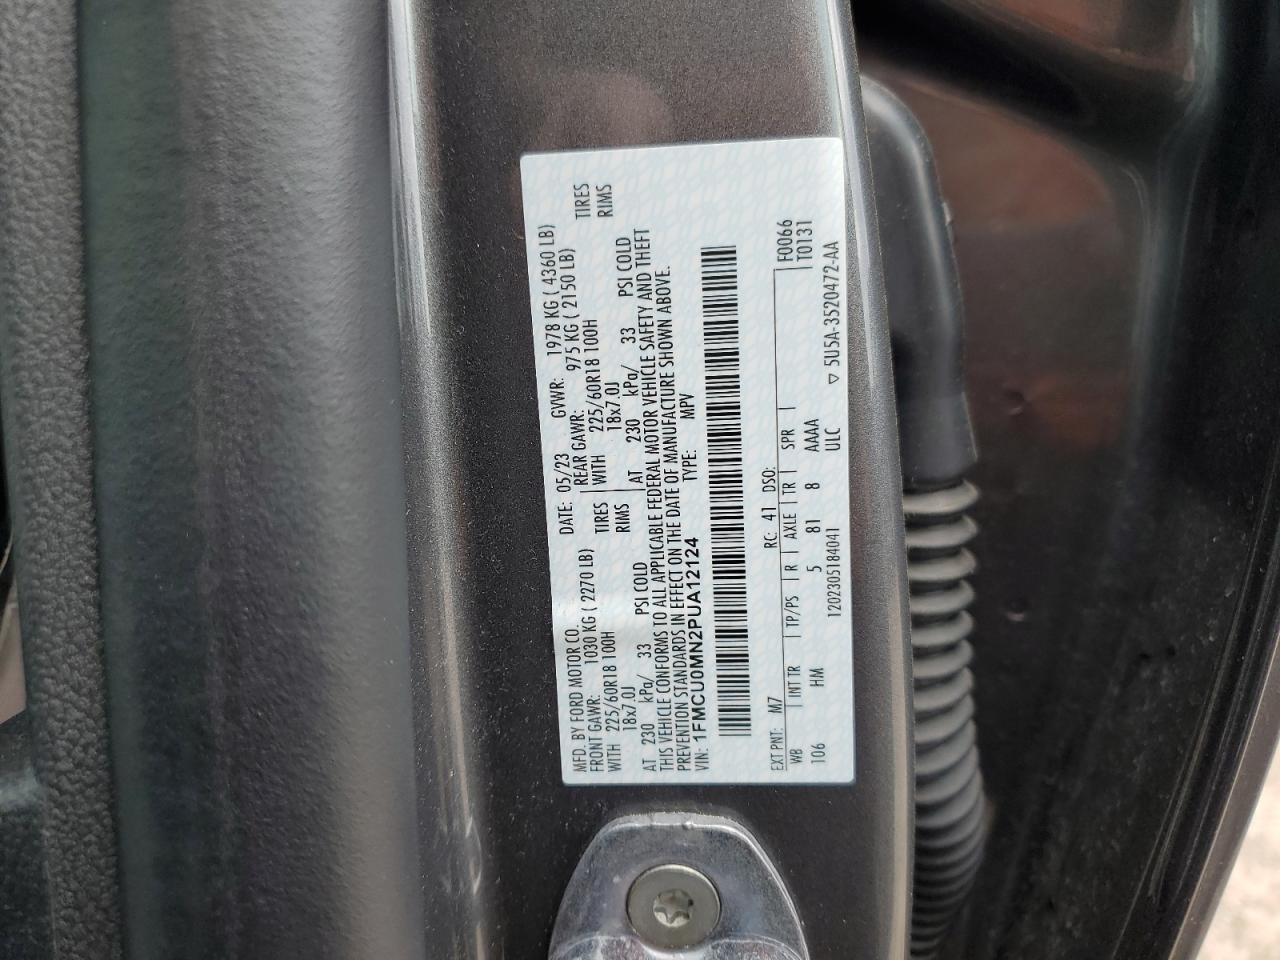 MFD. BY FORD MOTOR CO. DATE: 05/23 GVWR: 1978 KG ( 4360 LB)
FRONT GAWR: 1030 KG ( 2270 LB) REAR GAWR: 975 KG ( 2150 LB)
WITH 225/60R18 100H TIRES WITH 225/60R18 100H TIRES
18x7.0J RIMS 18x7.0J RIMS
AT 230 kPa/ 33 PSI COLD AT 230 kPa/ 33 PSI COLD
THIS VEHICLE CONFORMS TO ALL APPLICABLE FEDERAL MOTOR VEHICLE SAFETY AND THEFT
PREVENTION STANDARDS IN EFFECT ON THE DATE OF MANUFACTURE SHOWN ABOVE.
VIN: 1FMCU0MN2PUA12124 TYPE: MPV
EXT PNT: M7 RC: 41 DSO: F0066
WB INT TR TP/PS R AXLE TR SPR T0131
106 HM 5 81 8 AAAA
1202305184041 ULC ▽ 5U5A-3520472-AA